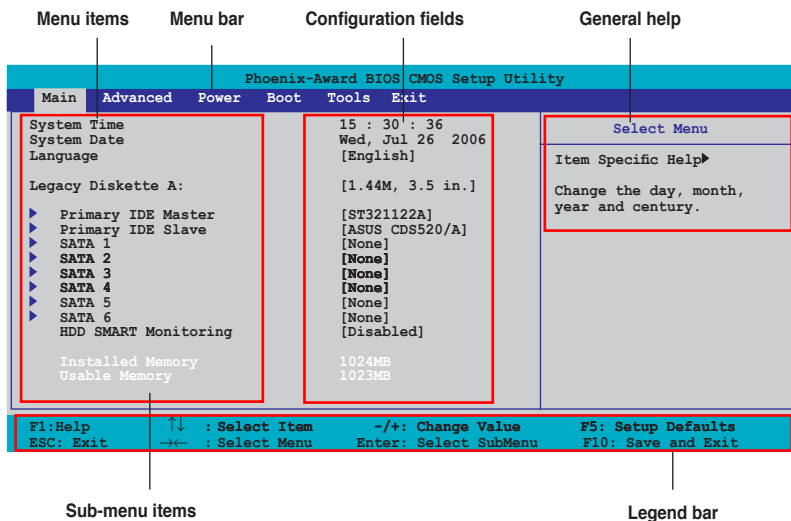 Menu items Menu bar Configuration fields General help
Phoenix-Award BIOS CMOS Setup Utility
Main Advanced Power Boot Tools Exit
System Time 15 : 30 : 36
System Date Wed, Jul 26 2006
Language [English]
Legacy Diskette A: [1.44M, 3.5 in.]
Primary IDE Master [ST321122A]
Primary IDE Slave [ASUS CDS520/A]
SATA 1 [None]
SATA 2 [None]
SATA 3 [None]
SATA 4 [None]
SATA 5 [None]
SATA 6 [None]
HDD SMART Monitoring [Disabled]
Installed Memory 1024MB
Usable Memory 1023MB
Select Menu
Item Specific Help
Change the day, month,
year and century.
F1:Help ↑↓ : Select Item -/+: Change Value F5: Setup Defaults
ESC: Exit →← : Select Menu Enter: Select SubMenu F10: Save and Exit
Sub-menu items Legend bar